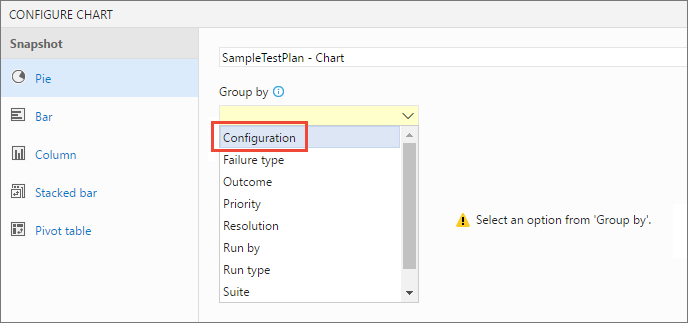 CONFIGURE CHART
Snapshot
Pie
Bar
Column
Stacked bar
Pivot table
SampleTestPlan - Chart
Group by
Configuration
Failure type
Outcome
Priority
Resolution
Run by
Run type
Suite
Select an option from 'Group by'.